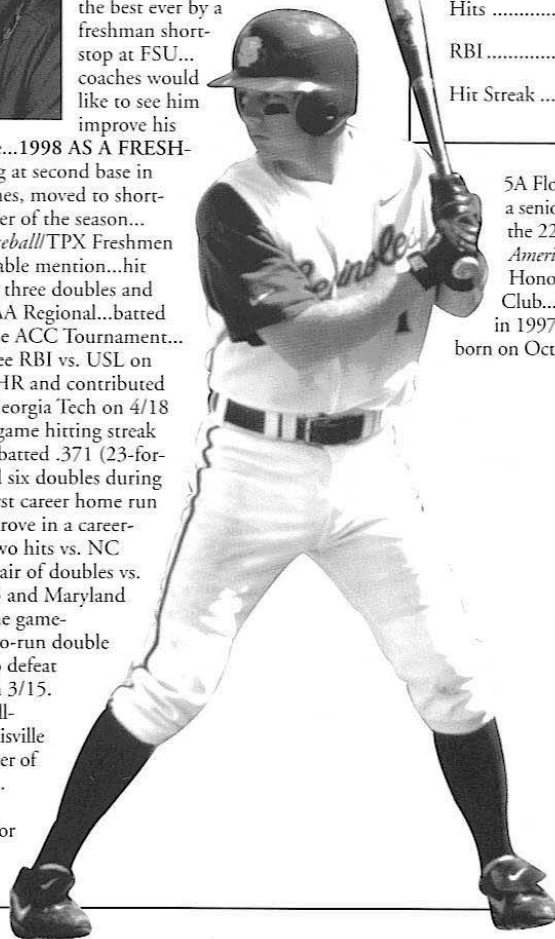 the best ever by a
freshman short-
stop at FSU...
coaches would
like to see him
improve his
...1998 AS A FRESH-
g at second base in
nes, moved to short-
er of the season...
seball/TPX Freshmen
able mention...hit
three doubles and
AA Regional...batted
e ACC Tournament...
ee RBI vs. USL on
HR and contributed
eorgia Tech on 4/18
game hitting streak
batted .371 (23-for-
l six doubles during
rst career home run
rove in a career-
wo hits vs. NC
air of doubles vs.
and Maryland
e game-
o-run double
o defeat
n 3/15.
ll-
isville
er of
.
or
Hits
RBI
Hit Streak ...
5A Flo
a senio
the 22
Ameri
Hono
Club...
in 1997
born on Oct
Seminoles
1